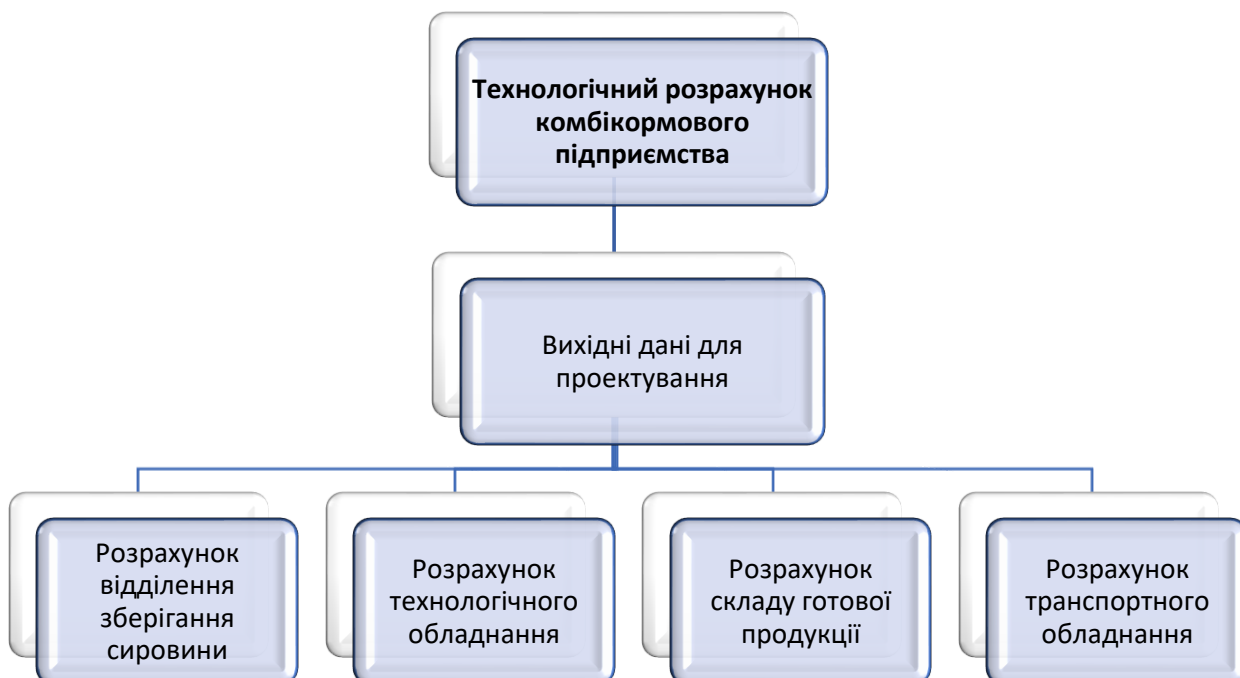 Технологічний розрахунок
комбікормового
підприємства
Вихідні дані для
проектування
Розрахунок
відділення
зберігання
сировини
Розрахунок
технологічного
обладнання
Розрахунок
складу готової
продукції
Розрахунок
транспортного
обладнання